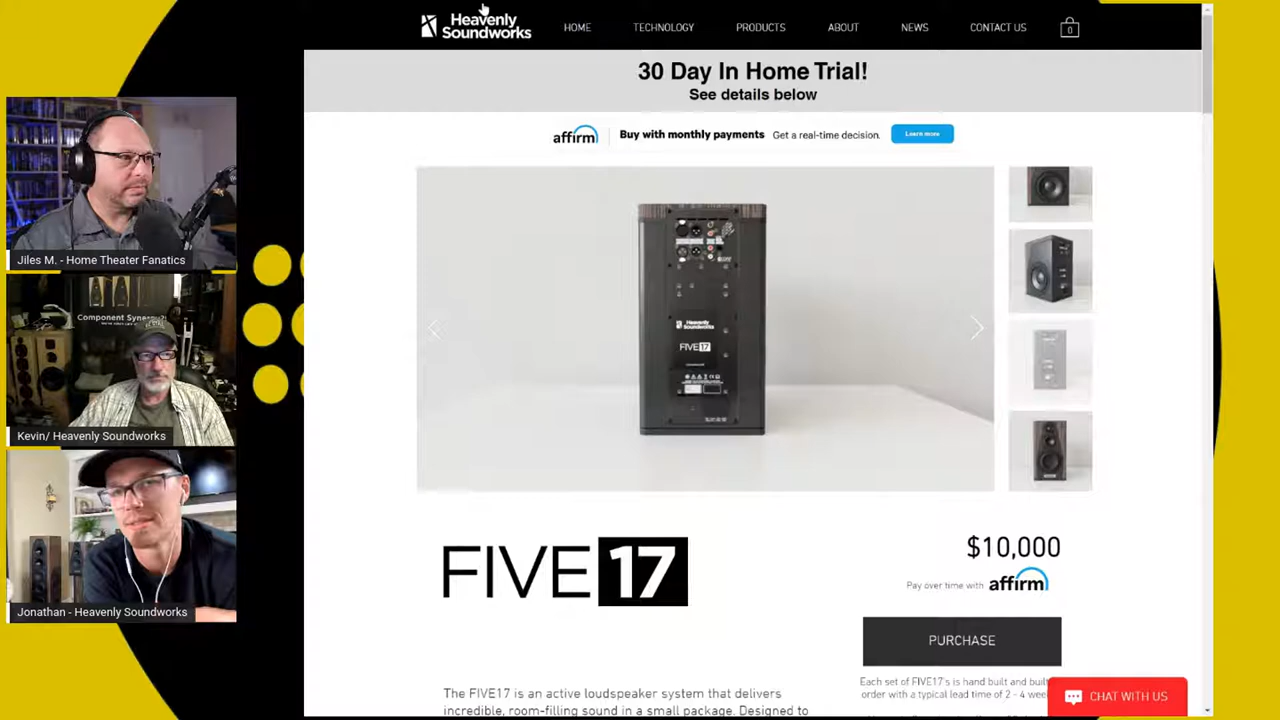 Heavenly
Soundworks
HOME
TECHNOLOGY
PRODUCTS
ABOUT
NEWS
CONTACT US
0
30 Day In Home Trial!
See details below
affirm
Buy with monthly payments
Get a real-time decision.
Learn more
Jiles M. - Home Theater Fanatics
Component Synergy
Kevin/ Heavenly Soundworks
Jonathan - Heavenly Soundworks
Heavenly
Soundworks
FIVE17
FIVE17
$10,000
Pay over time with affirm
PURCHASE
Each set of FIVE17's is hand built and built
order with a typical lead time of 2 - 4
CHAT WITH US
The FIVE17 is an active loudspeaker system that delivers
incredible, room-filling sound in a small package. Designed to